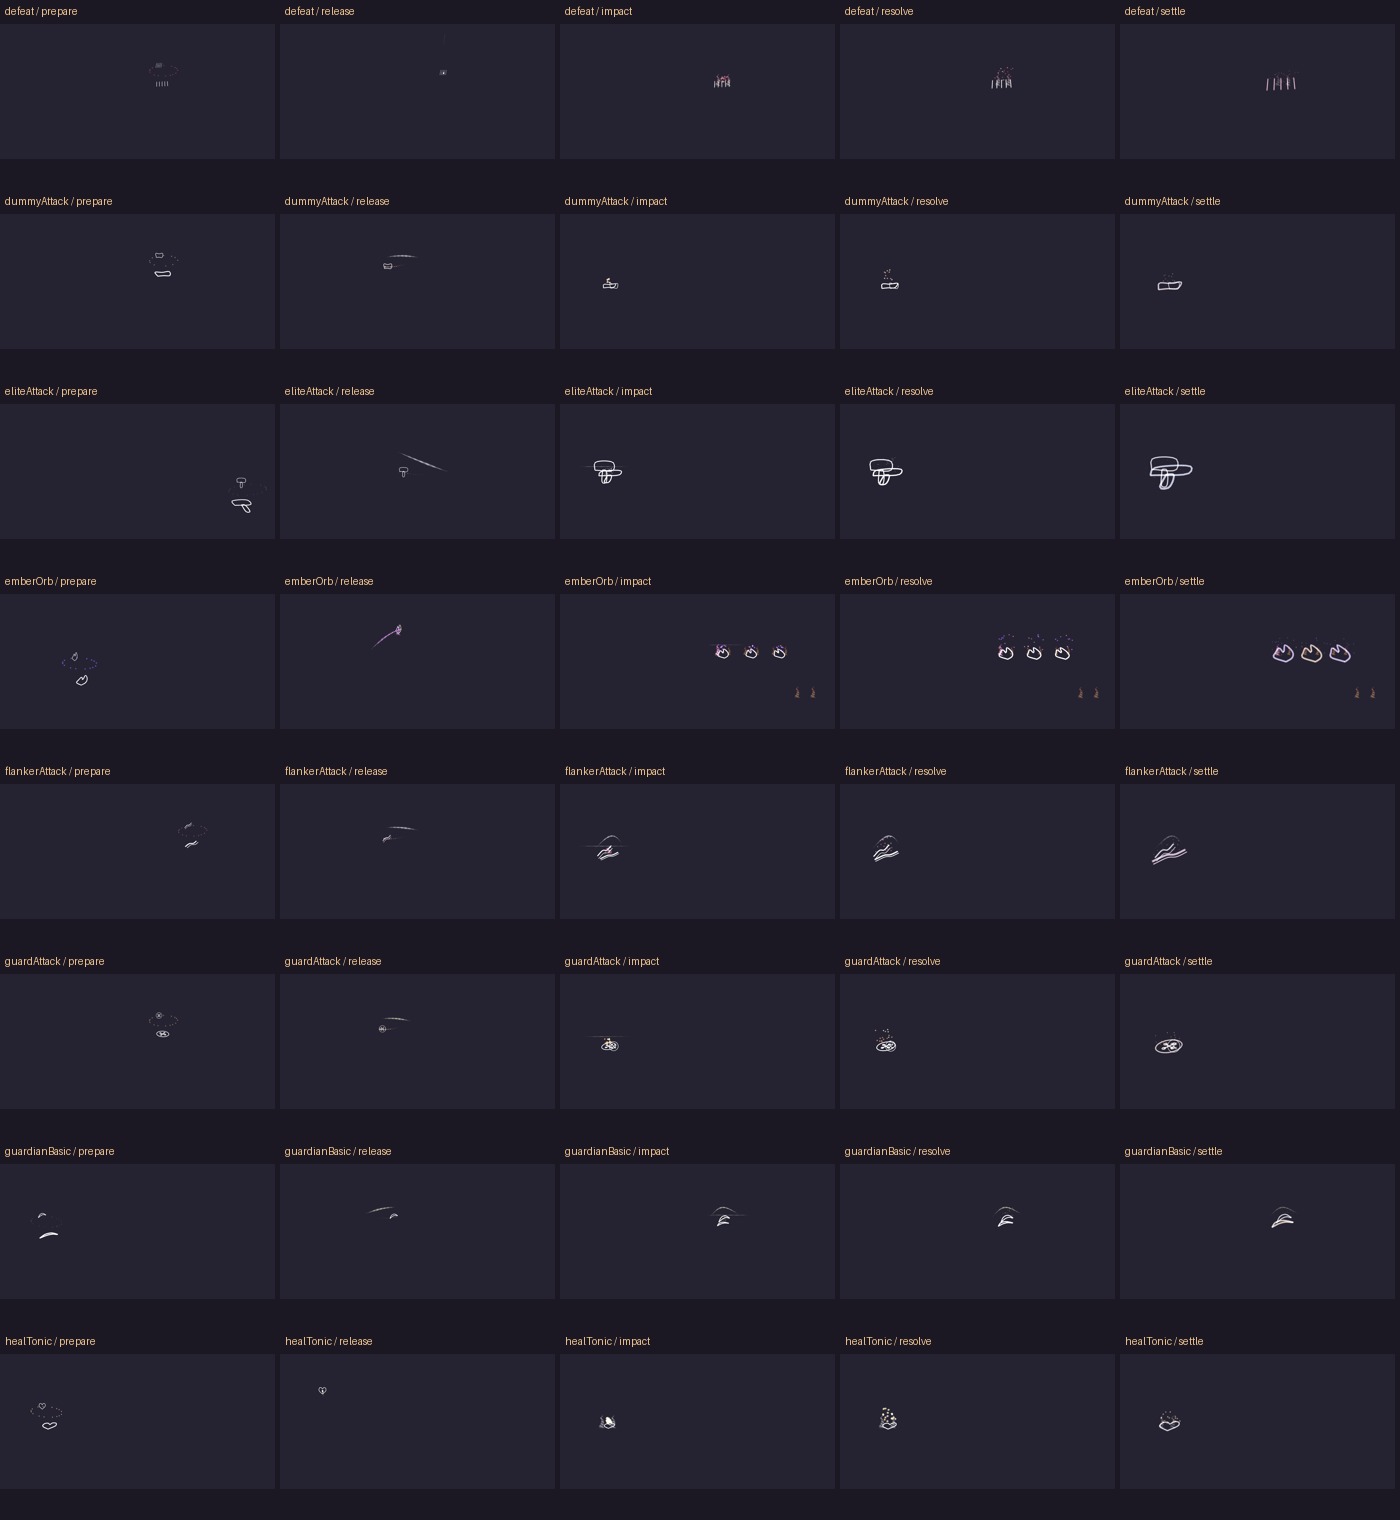 defeat / prepare defeat / release defeat / impact defeat / resolve defeat / settle
dummyAttack / prepare dummyAttack / release dummyAttack / impact dummyAttack / resolve dummyAttack / settle
eliteAttack / prepare eliteAttack / release eliteAttack / impact eliteAttack / resolve eliteAttack / settle
emberOrb / prepare emberOrb / release emberOrb / impact emberOrb / resolve emberOrb / settle
flankerAttack / prepare flankerAttack / release flankerAttack / impact flankerAttack / resolve flankerAttack / settle
guardAttack / prepare guardAttack / release guardAttack / impact guardAttack / resolve guardAttack / settle
guardianBasic / prepare guardianBasic / release guardianBasic / impact guardianBasic / resolve guardianBasic / settle
healTonic / prepare healTonic / release healTonic / impact healTonic / resolve healTonic / settle